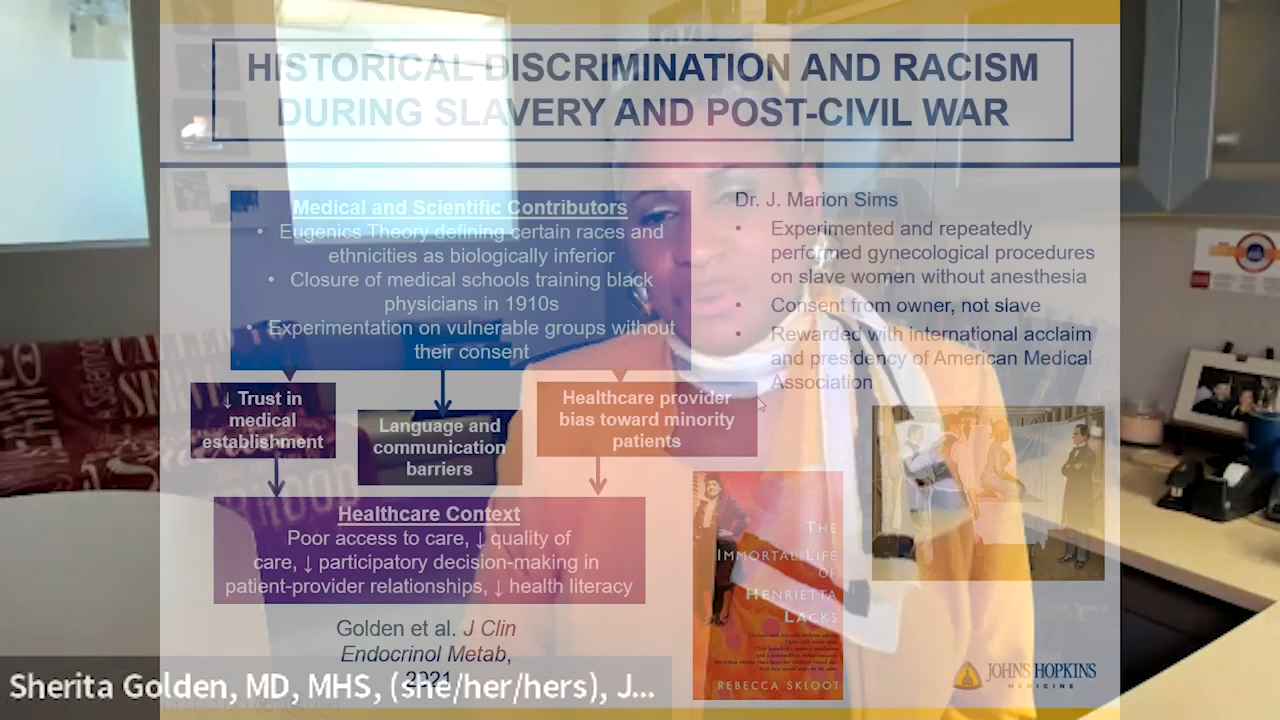 HISTORICAL DISCRIMINATION AND RACISM
DURING SLAVERY AND POST-CIVIL WAR
Medical and Scientific Contributors
• Eugenics Theory defining certain races and
ethnicities as biologically inferior
• Closure of medical schools training black
physicians in 1910s
• Experimentation on vulnerable groups without
their consent
↓ Trust in
medical
establishment
Language and
communication
barriers
Healthcare provider
bias toward minority
patients
Healthcare Context
Poor access to care, ↓ quality of
care, ↓ participatory decision-making in
patient-provider relationships, ↓ health literacy
Golden et al. J Clin
Endocrinol Metab,
2021
Dr. J. Marion Sims
• Experimented and repeatedly
performed gynecological procedures
on slave women without anesthesia
• Consent from owner, not slave
• Rewarded with international acclaim
and presidency of American Medical
Association
THE
IMMORTAL LIFE
OF
HENRIETTA
LACKS
REBECCA SKLOOT
JOHNS HOPKINS
MEDICINE
Sherita Golden, MD, MHS, (she/her/hers), J...